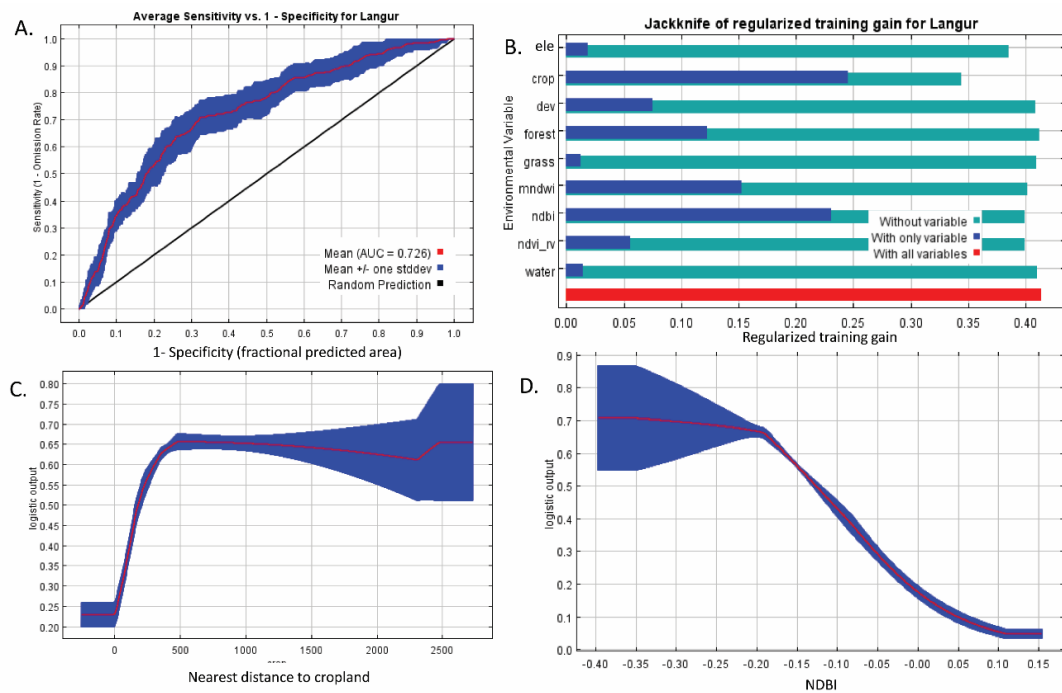 A.
Average Sensitivity vs. 1 - Specificity for Langur
Sensitivity (1 - Omission Rate)
1.0
0.9
0.8
0.7
0.6
0.5
0.4
0.3
0.2
0.1
0.0
Mean (AUC = 0.726)
Mean +/- one stddev
Random Prediction
0.0 0.1 0.2 0.3 0.4 0.5 0.6 0.7 0.8 0.9 1.0
1- Specificity (fractional predicted area)
B.
Jackknife of regularized training gain for Langur
Environmental Variable
ele
crop
dev
forest
grass
mndwi
ndbi
ndvi_rv
water
Without variable
With only variable
With all variables
0.00 0.05 0.10 0.15 0.20 0.25 0.30 0.35 0.40
Regularized training gain
C.
logistic output
0.80
0.75
0.70
0.65
0.60
0.55
0.50
0.45
0.40
0.35
0.30
0.25
0.20
0 500 1000 1500 2000 2500
Nearest distance to cropland
D.
logistic output
0.9
0.8
0.7
0.6
0.5
0.4
0.3
0.2
0.1
0.0
-0.40 -0.35 -0.30 -0.25 -0.20 -0.15 -0.10 -0.05 -0.00 0.05 0.10 0.15
NDBI